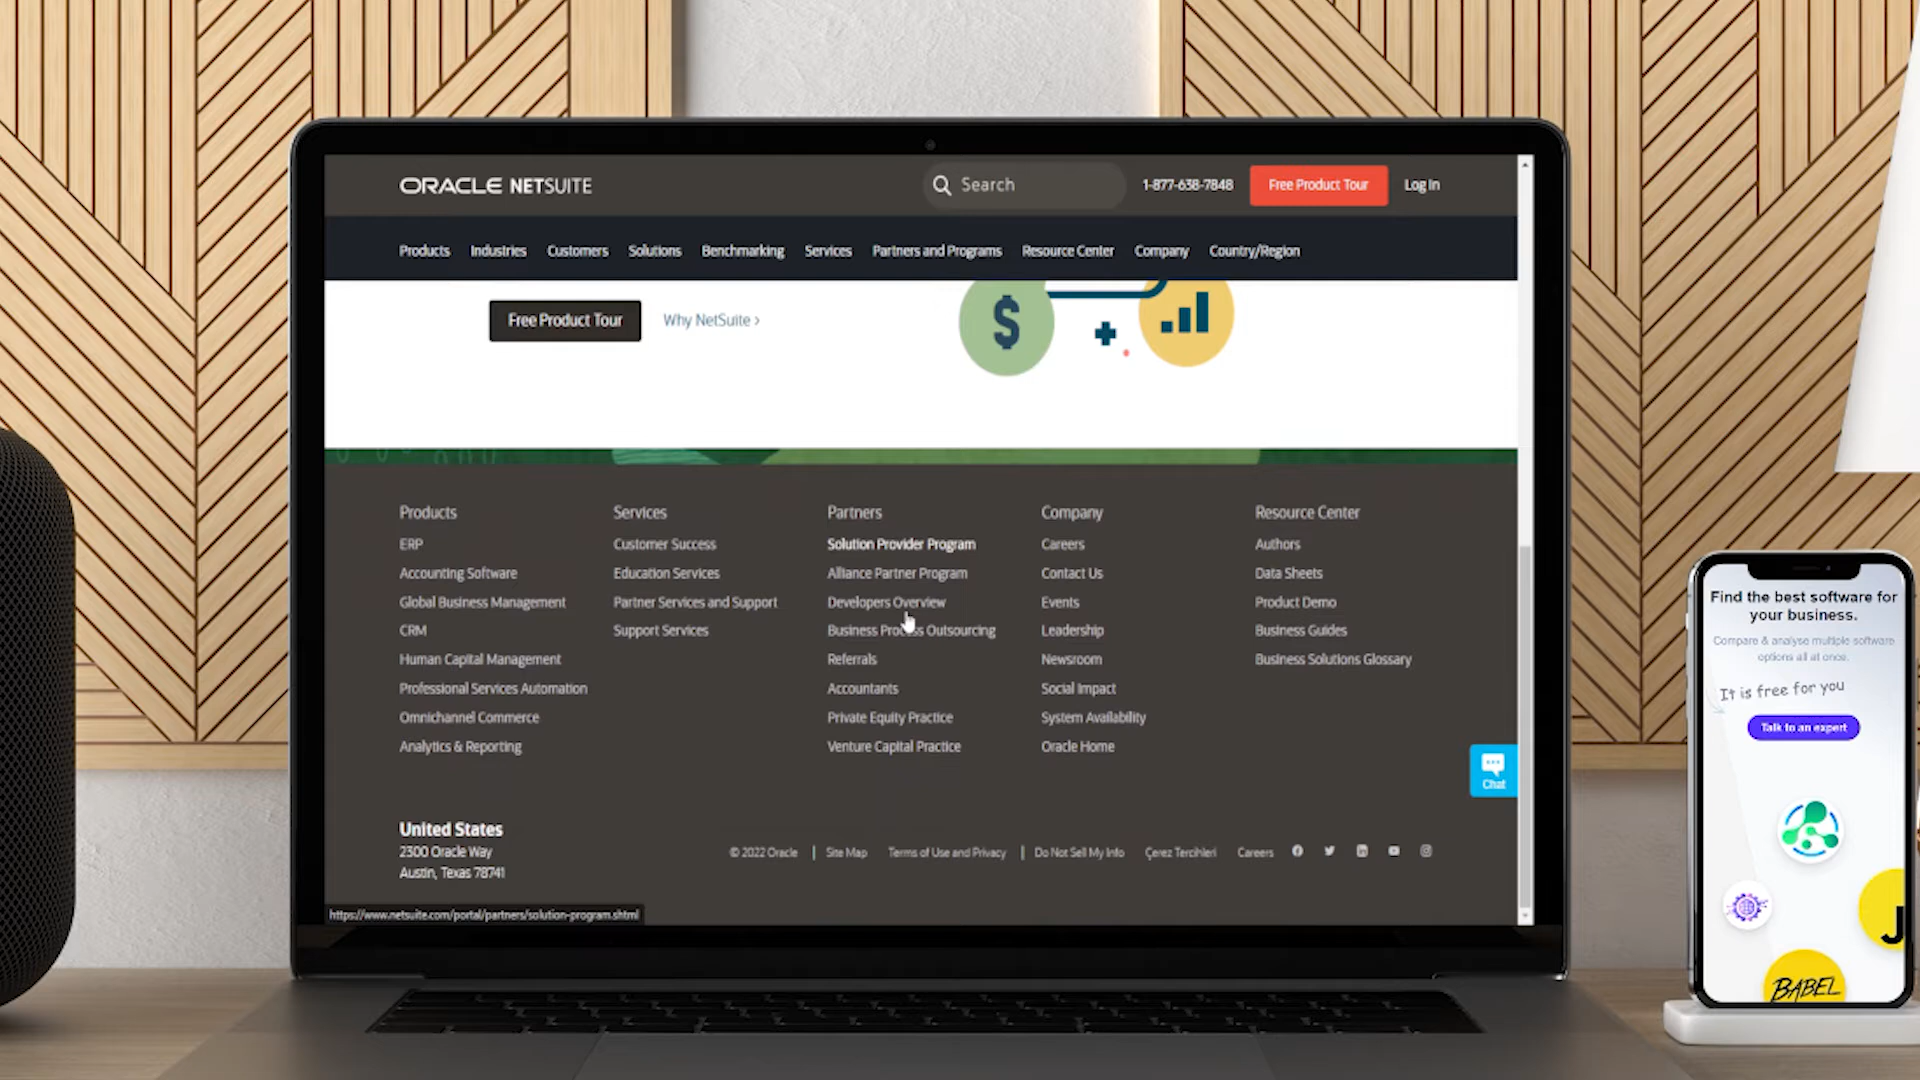 ORACLE NETSUITE
Search
1-877-638-7848
Free Product Tour
Log In
Products Industries Customers Solutions Benchmarking Services Partners and Programs Resource Center Company Country/Region
Free Product Tour
Why NetSuite >
$
Products
ERP
Accounting Software
Global Business Management
CRM
Human Capital Management
Professional Services Automation
Omnichannel Commerce
Analytics & Reporting
Services
Customer Success
Education Services
Partner Services and Support
Support Services
Partners
Solution Provider Program
Alliance Partner Program
Developers Overview
Business Process Outsourcing
Referrals
Accountants
Private Equity Practice
Venture Capital Practice
Company
Careers
Contact Us
Events
Leadership
Newsroom
Social Impact
System Availability
Oracle Home
Resource Center
Authors
Data Sheets
Product Demo
Business Guides
Business Solutions Glossary
Chat
United States
2300 Oracle Way
Austin, Texas 78741
© 2022 Oracle | Site Map Terms of Use and Privacy | Do Not Sell My Info Çerez Tercihleri Careers
https://www.netsuite.com/portal/partners/solution-program.shtml
Find the best software for
your business.
Compare & analyse multiple software
options all at once.
It is free for you
Talk to an expert
J
BABEL